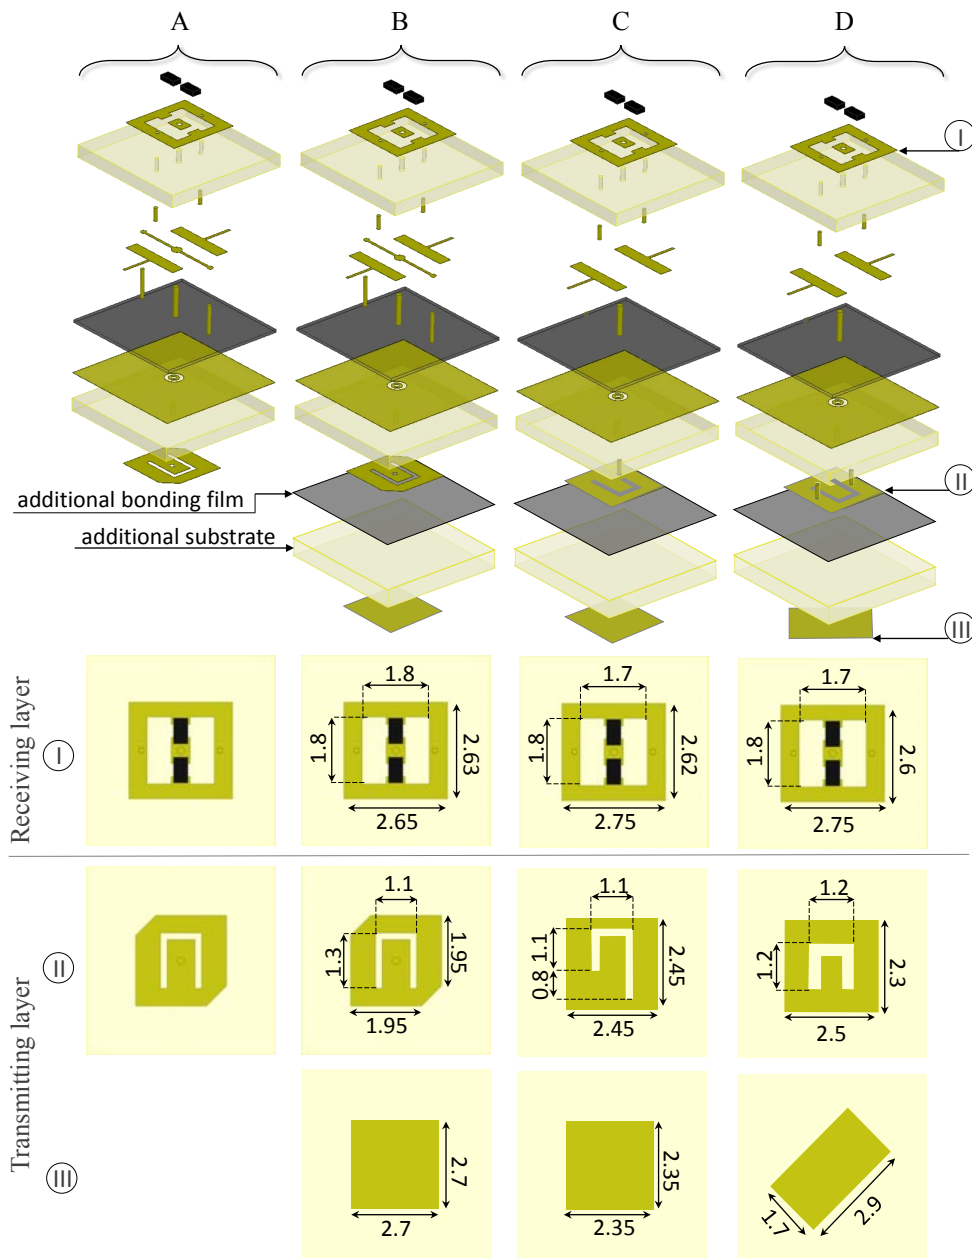 A B C D
I
additional bonding film
II
additional substrate
III
Receiving layer
I
1.8
1.8
2.63
2.65
1.7
1.8
2.62
2.75
1.7
1.8
2.6
2.75
Transmitting layer
II
1.1
1.3
1.95
1.95
1.1
1.1
0.8
2.45
2.45
1.2
1.2
2.3
2.5
III
2.7
2.7
2.35
2.35
1.7
2.9